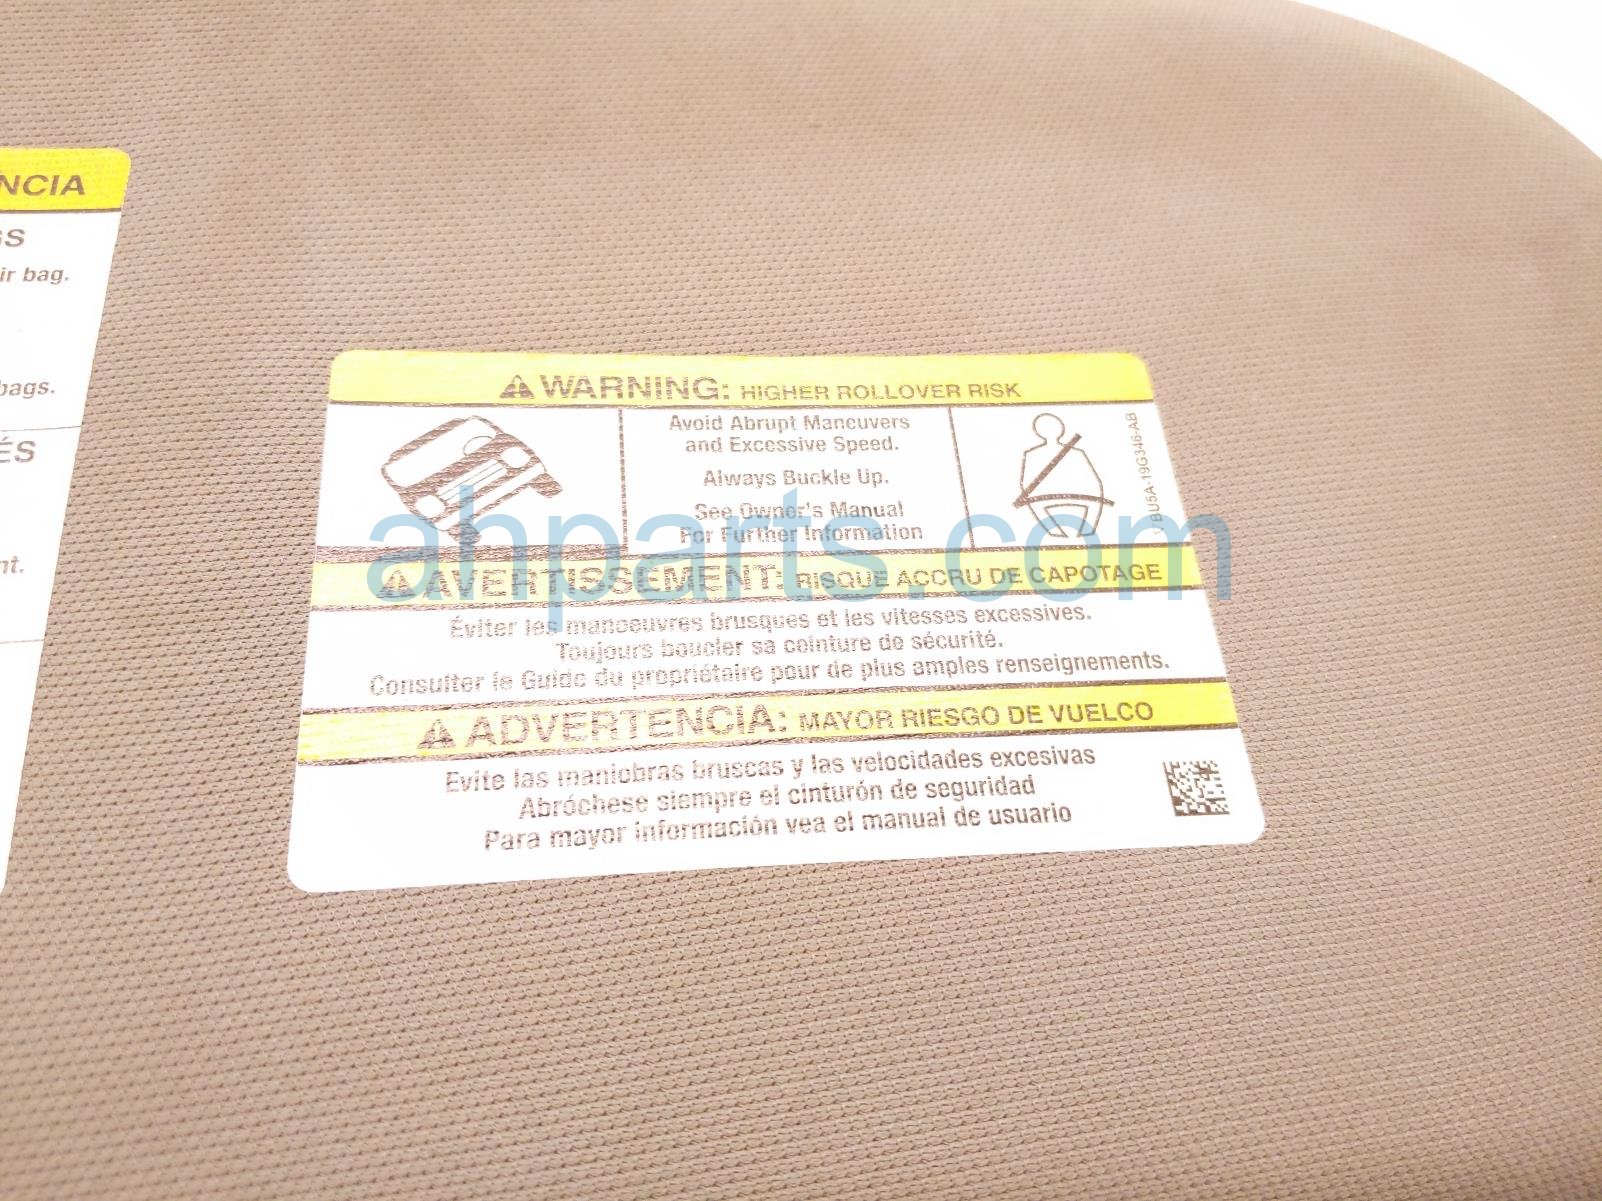 NCIA
GS
ir bag.
bags.
ÉS
nt.
WARNING: HIGHER ROLLOVER RISK
Avoid Abrupt Maneuvers
and Excessive Speed.
Always Buckle Up.
See Owner's Manual
For Further Information
BU5A-19G346-AB
AVERTISSEMENT: RISQUE ACCRU DE CAPOTAGE
Éviter les manoeuvres brusques et les vitesses excessives.
Toujours boucler sa ceinture de sécurité.
Consulter le Guide du propriétaire pour de plus amples renseignements.
ADVERTENCIA: MAYOR RIESGO DE VUELCO
Evite las maniobras bruscas y las velocidades excesivas
Abróchese siempre el cinturón de seguridad
Para mayor información vea el manual de usuario
ahparts.com